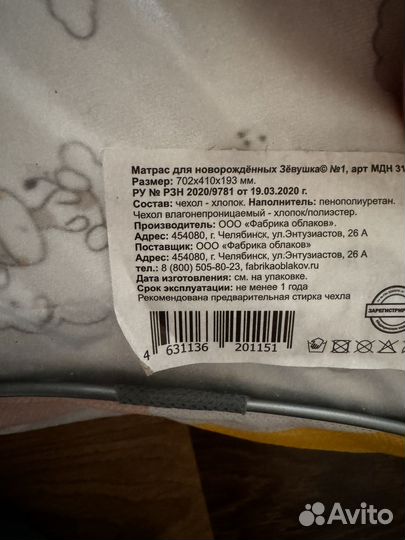 Матрас для новорождённых Зёвушка© №1, арт МДН 31
Размер: 702х410х193 мм.
РУ № РЗН 2020/9781 от 19.03.2020 г.
Состав: чехол - хлопок. Наполнитель: пенополиуретан.
Чехол влагонепроницаемый - хлопок/полиэстер.
Производитель: ООО «Фабрика облаков».
Адрес: 454080, г. Челябинск, ул.Энтузиастов, 26 А
Поставщик: ООО «Фабрика облаков»
Адрес: 454080, г. Челябинск, ул.Энтузиастов, 26 А
тел.: 8 (800) 505-80-23, fabrikaoblakov.ru
Дата изготовления: см. на упаковке.
Срок эксплуатации: не менее 1 года
Рекомендована предварительная стирка чехла
ЗАРЕГИСТРИР
4 631136 201151
Avito